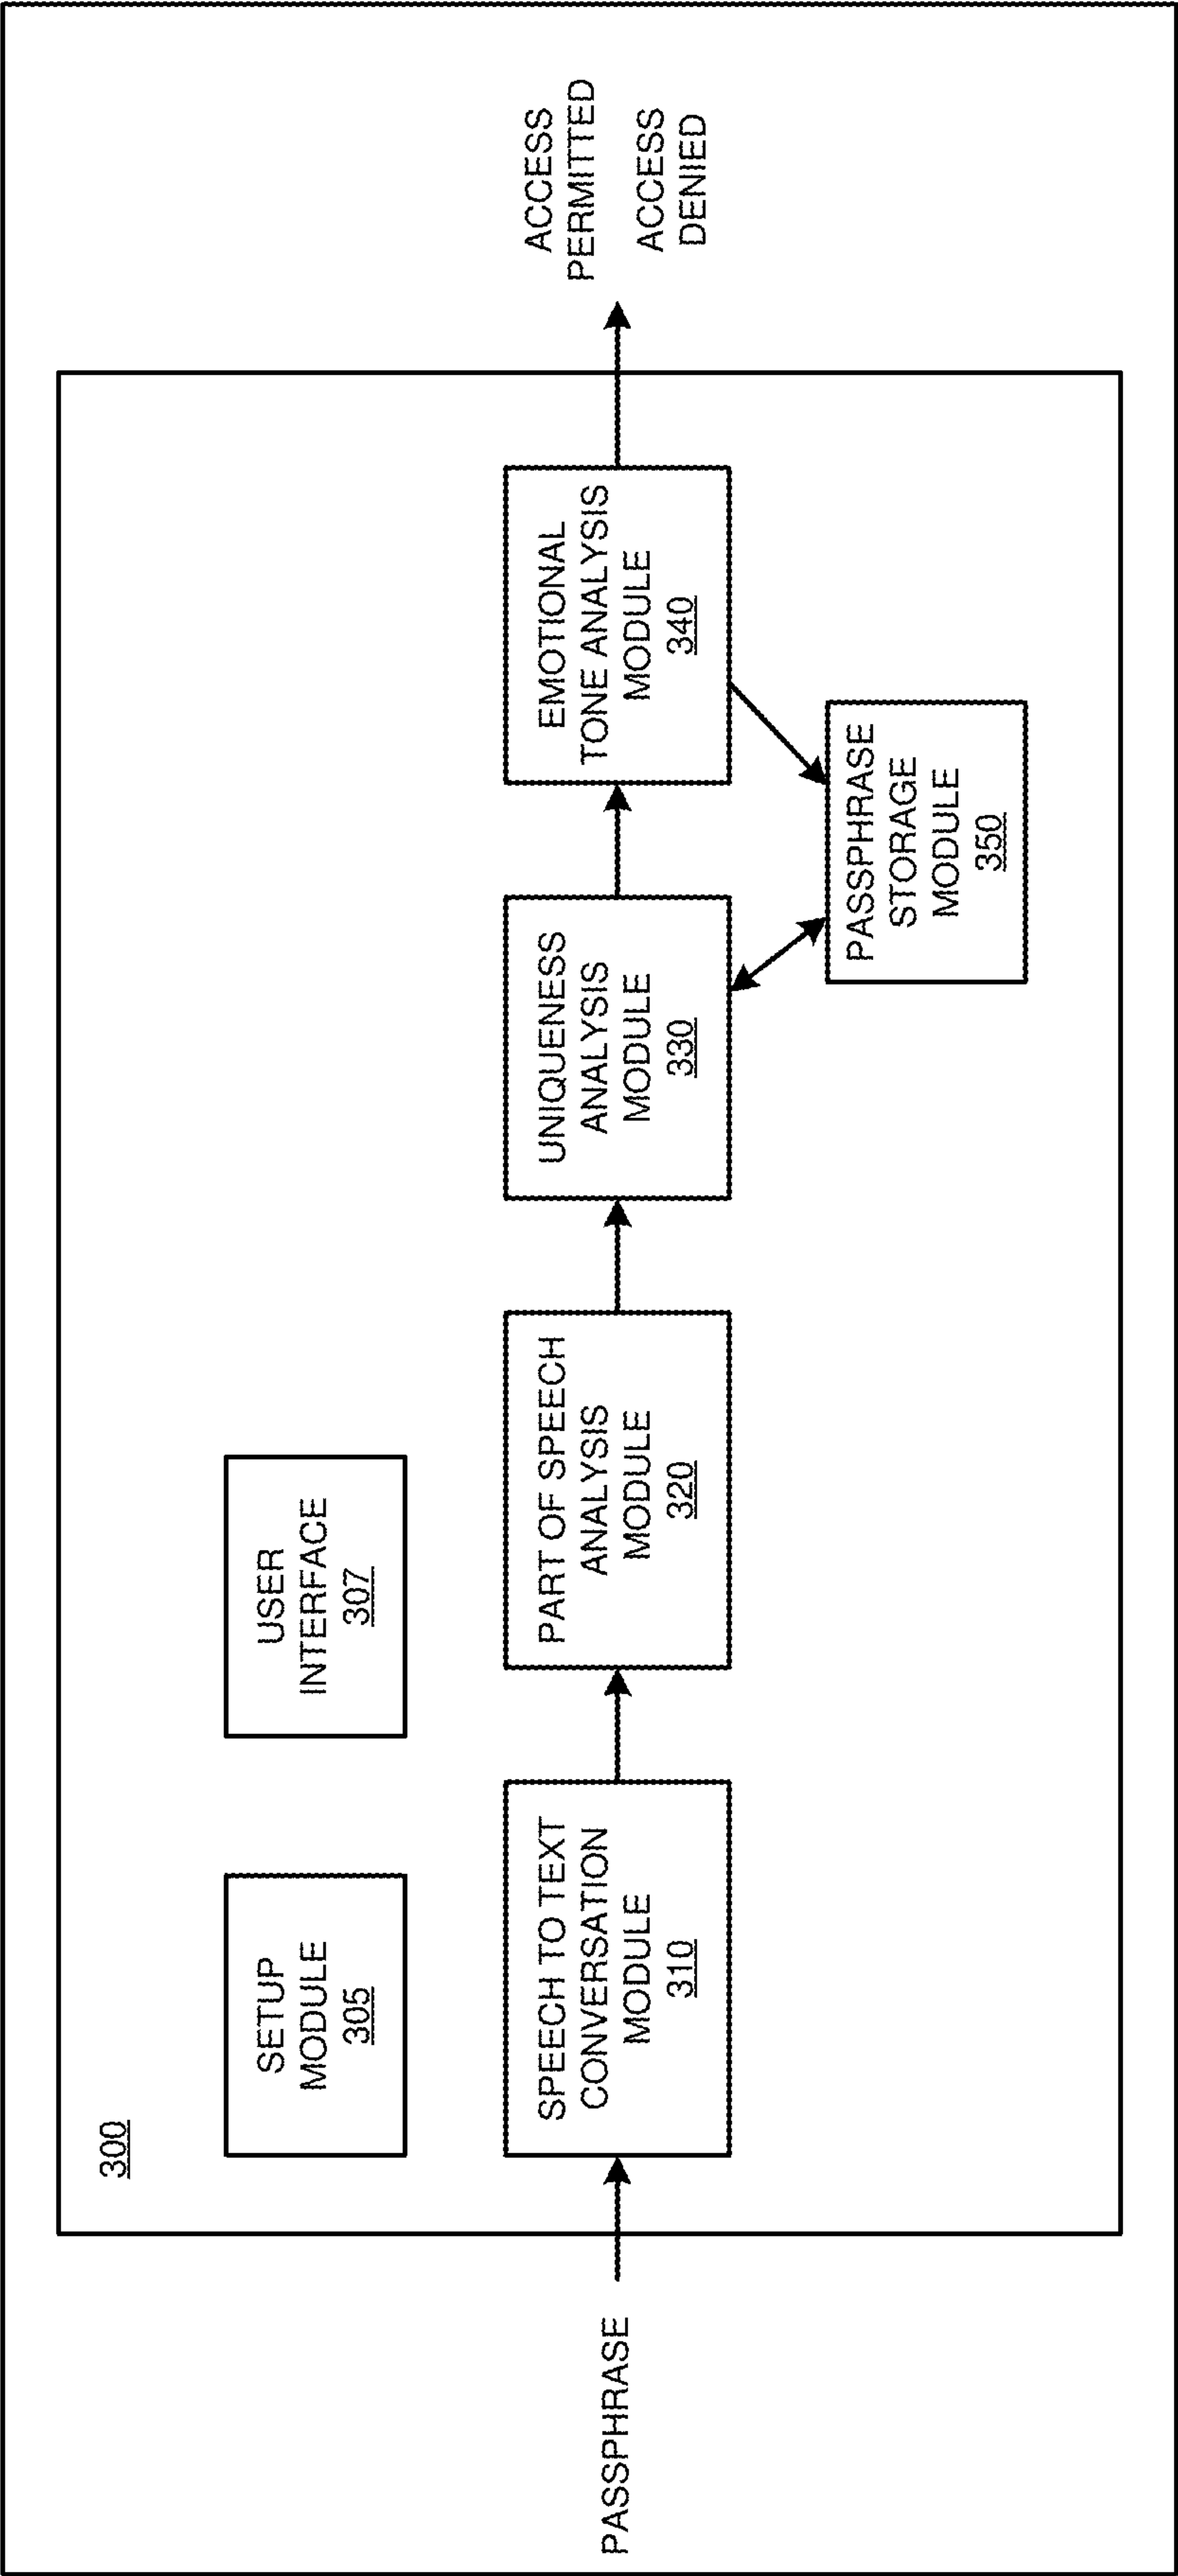 300
SETUP
MODULE
305
USER
INTERFACE
307
PASSPHRASE
SPEECH TO TEXT
CONVERSATION
MODULE
310
PART OF SPEECH
ANALYSIS
MODULE
320
UNIQUENESS
ANALYSIS
MODULE
330
EMOTIONAL
TONE ANALYSIS
MODULE
340
ACCESS
PERMITTED
ACCESS
DENIED
PASSPHRASE
STORAGE
MODULE
350